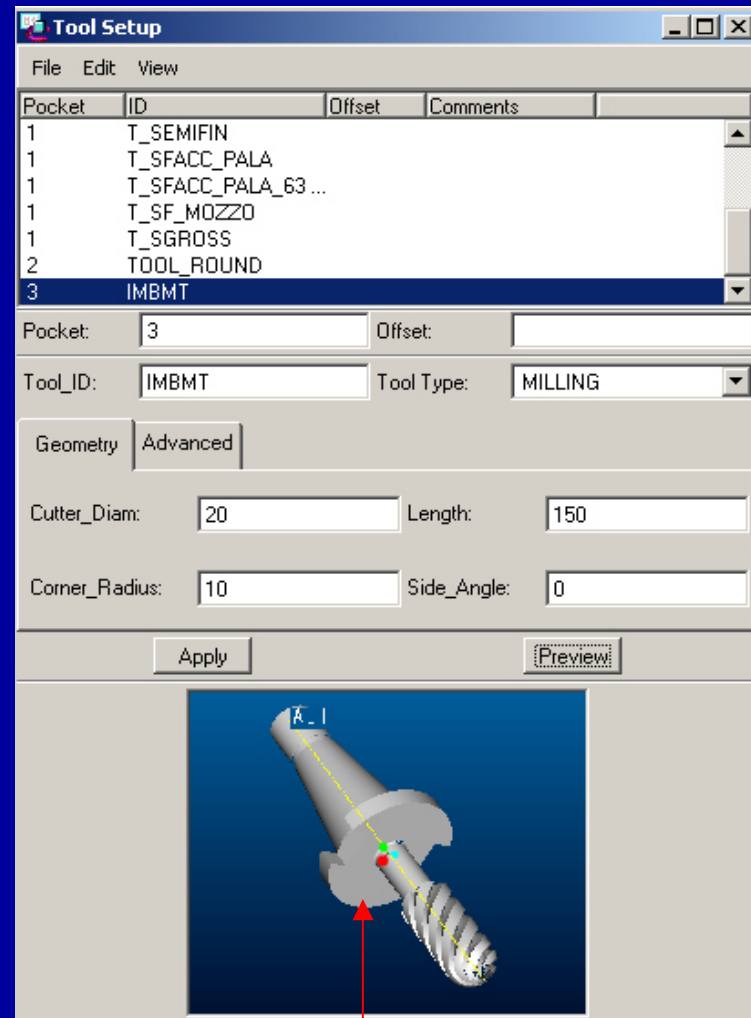 Tool Setup
File Edit View
Pocket ID Offset Comments
1 T_SEMIFIN
1 T_SFACC_PALA
1 T_SFACC_PALA_63 ...
1 T_SF_MOZZO
1 T_SGROSS
2 TOOL_ROUND
3 IMBMT
Pocket: 3 Offset:
Tool_ID: IMBMT Tool Type: MILLING
Geometry Advanced
Cutter_Diam: 20 Length: 150
Corner_Radius: 10 Side_Angle: 0
Apply Preview
A_1